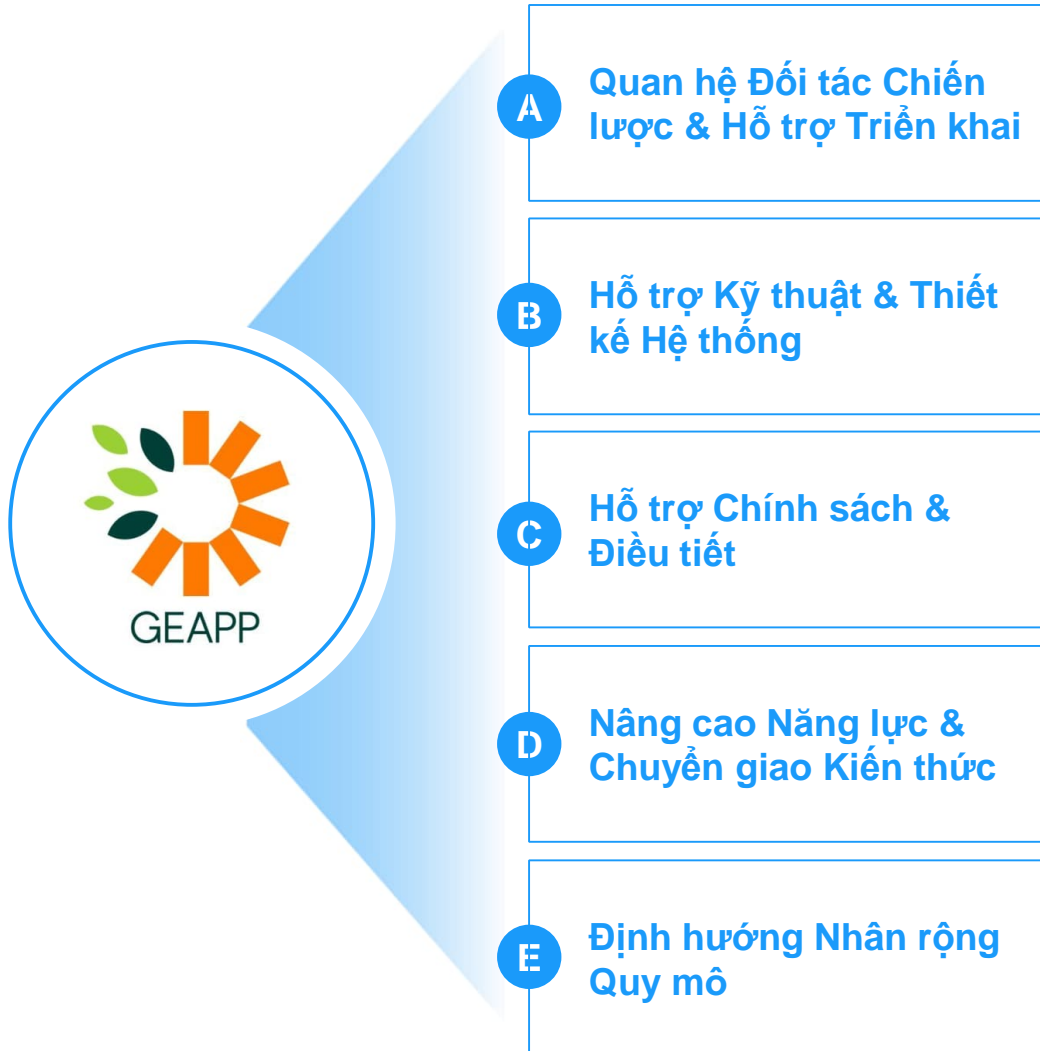 A
Quan hệ Đối tác Chiến
lược & Hỗ trợ Triển khai
B
Hỗ trợ Kỹ thuật & Thiết
kế Hệ thống
GEAPP
C
Hỗ trợ Chính sách &
Điều tiết
D
Nâng cao Năng lực &
Chuyển giao Kiến thức
E
Định hướng Nhân rộng
Quy mô